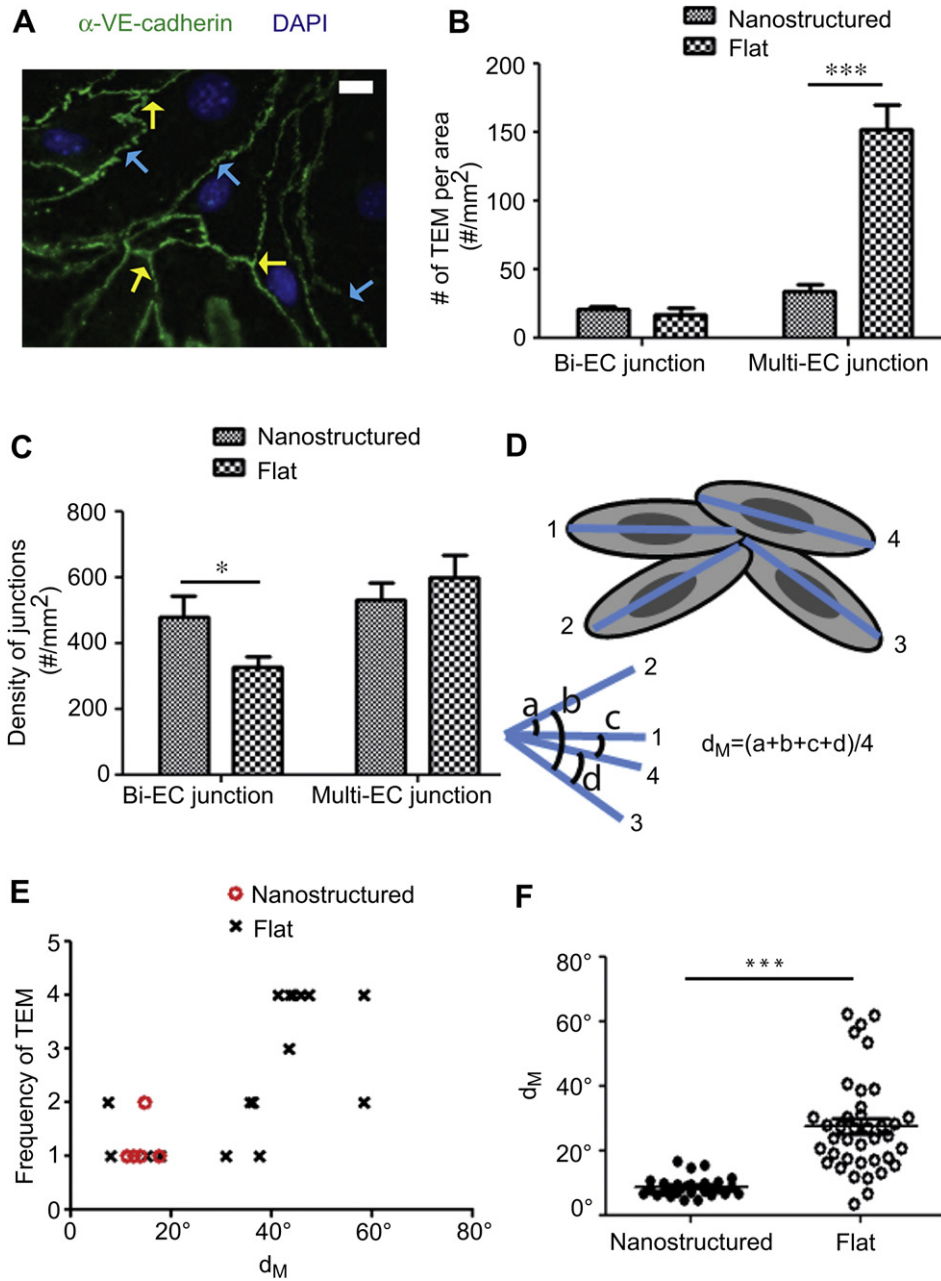 A
α-VE-cadherin DAPI
B
Nanostructured
Flat
200
150
100
50
0
# of TEM per area
(#/mm²)
***
Bi-EC junction Multi-EC junction
C
Nanostructured
Flat
800
600
400
200
0
Density of junctions
(#/mm²)
*
Bi-EC junction Multi-EC junction
D
1
2
3
4
2
1
4
3
a
b
c
d
dM=(a+b+c+d)/4
E
Nanostructured
Flat
5
4
3
2
1
0
Frequency of TEM
0 20° 40° 60° 80°
dM
F
80°
60°
40°
20°
0°
dM
***
Nanostructured Flat